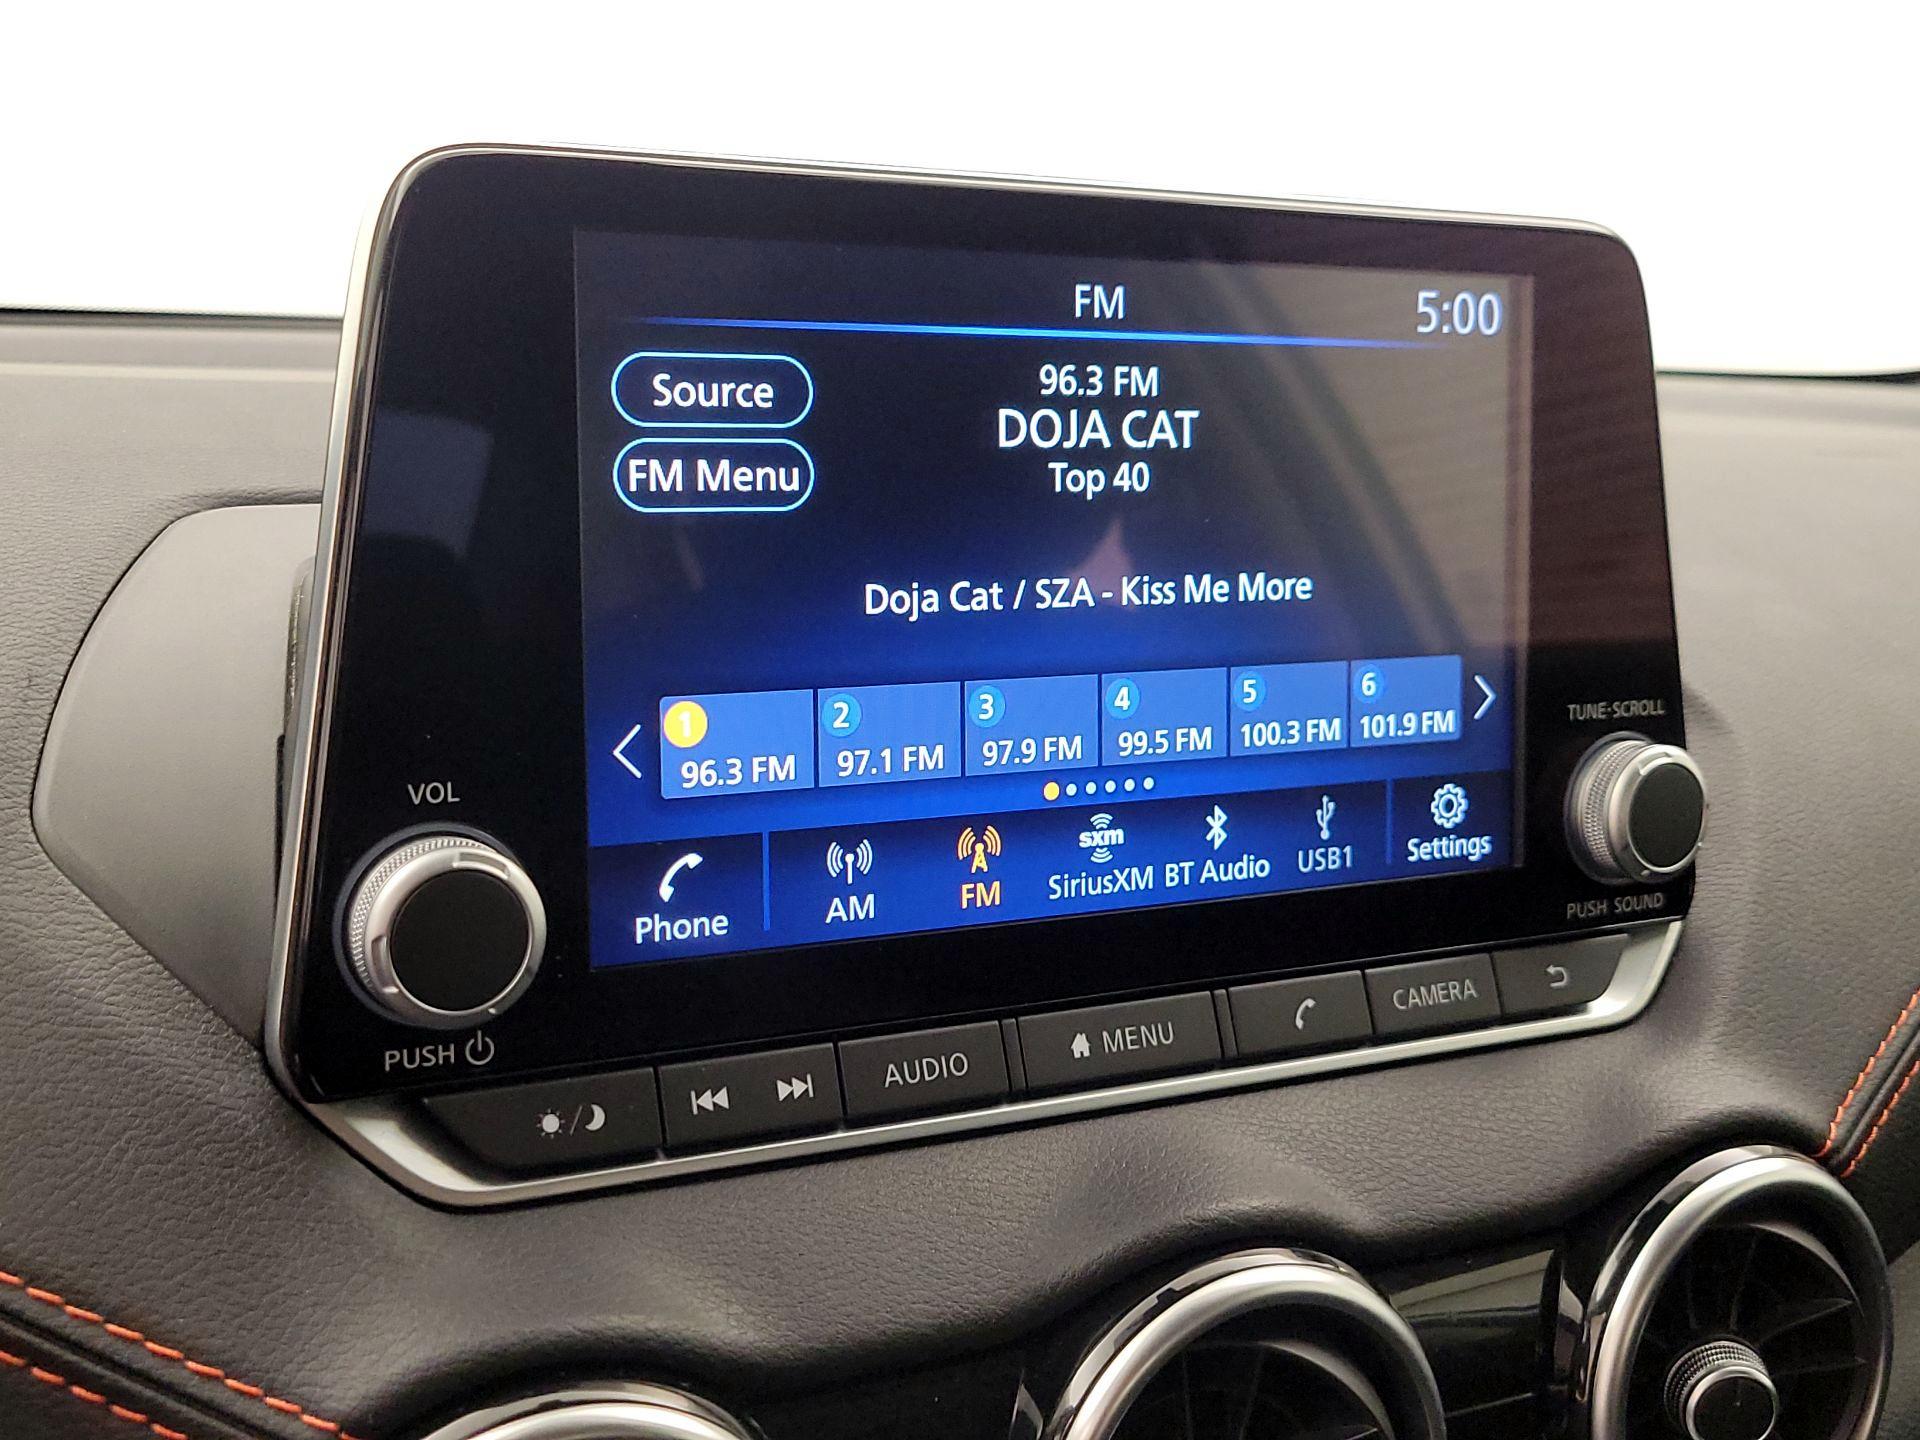 FM
5:00
Source
96.3 FM
DOJA CAT
FM Menu
Top 40
Doja Cat / SZA - Kiss Me More
1
96.3 FM
2
97.1 FM
3
97.9 FM
4
99.5 FM
5
100.3 FM
6
101.9 FM
Phone
AM
FM
sxm
SiriusXM
BT Audio
USB1
Settings
VOL
PUSH
TUNE·SCROLL
PUSH SOUND
AUDIO
MENU
CAMERA